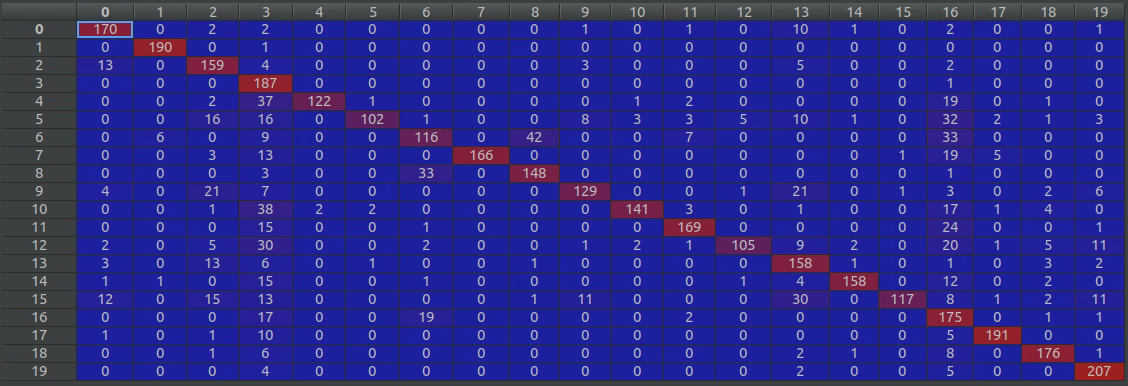 0 1 2 3 4 5 6 7 8 9 10 11 12 13 14 15 16 17 18 19
0 170 0 2 2 0 0 0 0 0 1 0 1 0 10 1 0 2 0 0 1
1 0 190 0 1 0 0 0 0 0 0 0 0 0 0 0 0 0 0 0 0
2 13 0 159 4 0 0 0 0 0 3 0 0 0 5 0 0 2 0 0 0
3 0 0 0 187 0 0 0 0 0 0 0 0 0 0 0 0 1 0 0 0
4 0 0 2 37 122 1 0 0 0 0 1 2 0 0 0 0 19 0 1 0
5 0 0 16 16 0 102 1 0 0 8 3 3 5 10 1 0 32 2 1 3
6 0 6 0 9 0 0 116 0 42 0 0 7 0 0 0 0 33 0 0 0
7 0 0 3 13 0 0 0 166 0 0 0 0 0 0 0 1 19 5 0 0
8 0 0 0 3 0 0 33 0 148 0 0 0 0 0 0 0 1 0 0 0
9 4 0 21 7 0 0 0 0 0 129 0 0 1 21 0 1 3 0 2 6
10 0 0 1 38 2 2 0 0 0 0 141 3 0 1 0 0 17 1 4 0
11 0 0 0 15 0 0 1 0 0 0 0 169 0 0 0 0 24 0 0 1
12 2 0 5 30 0 0 2 0 0 1 2 1 105 9 2 0 20 1 5 11
13 3 0 13 6 0 1 0 0 1 0 0 0 0 158 1 0 1 0 3 2
14 1 1 0 15 0 0 1 0 0 0 0 0 1 4 158 0 12 0 2 0
15 12 0 15 13 0 0 0 0 1 11 0 0 0 30 0 117 8 1 2 11
16 0 0 0 17 0 0 19 0 0 0 0 2 0 0 0 0 175 0 1 1
17 1 0 1 10 0 0 0 0 0 0 0 0 0 0 0 0 5 191 0 0
18 0 0 1 6 0 0 0 0 0 0 0 0 0 2 1 0 8 0 176 1
19 0 0 0 4 0 0 0 0 0 0 0 0 0 2 0 0 5 0 0 207